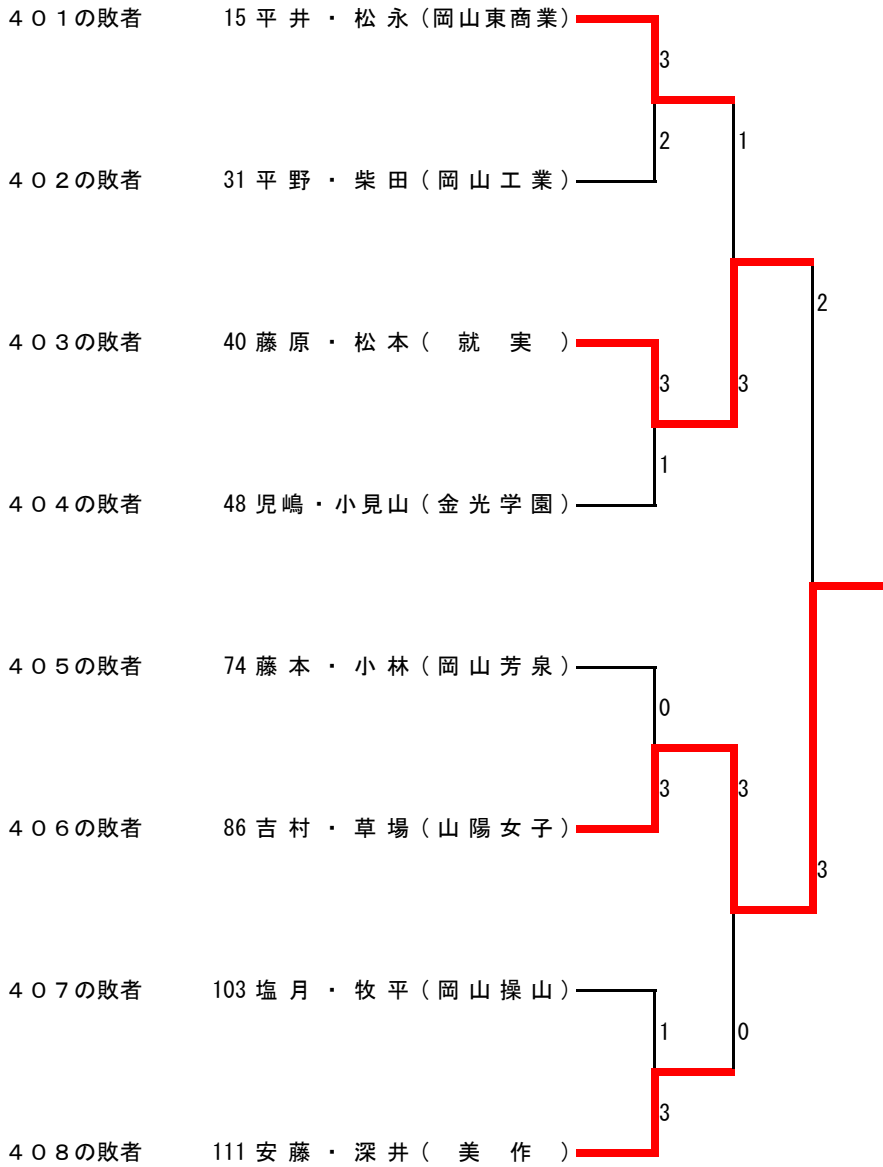 401の敗者 15 平井・松永(岡山東商業)
3
2 1
402の敗者 31 平野・柴田(岡山工業)
2
403の敗者 40 藤原・松本(就実)
3 3
1
404の敗者 48 児嶋・小見山(金光学園)
405の敗者 74 藤本・小林(岡山芳泉)
0
3 3
406の敗者 86 吉村・草場(山陽女子)
3
407の敗者 103 塩月・牧平(岡山操山)
1 0
3
408の敗者 111 安藤・深井(美作)